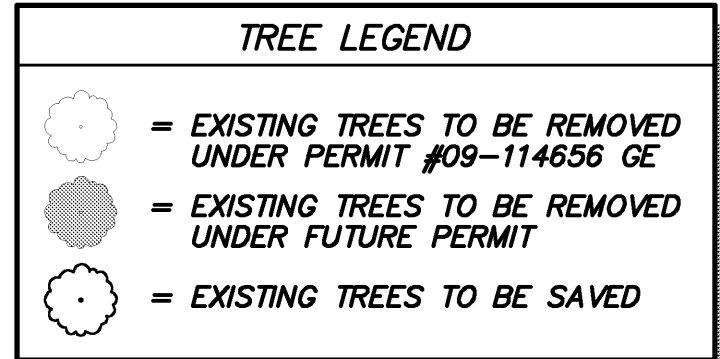 TREE LEGEND
= EXISTING TREES TO BE REMOVED
UNDER PERMIT #09-114656 GE
= EXISTING TREES TO BE REMOVED
UNDER FUTURE PERMIT
= EXISTING TREES TO BE SAVED